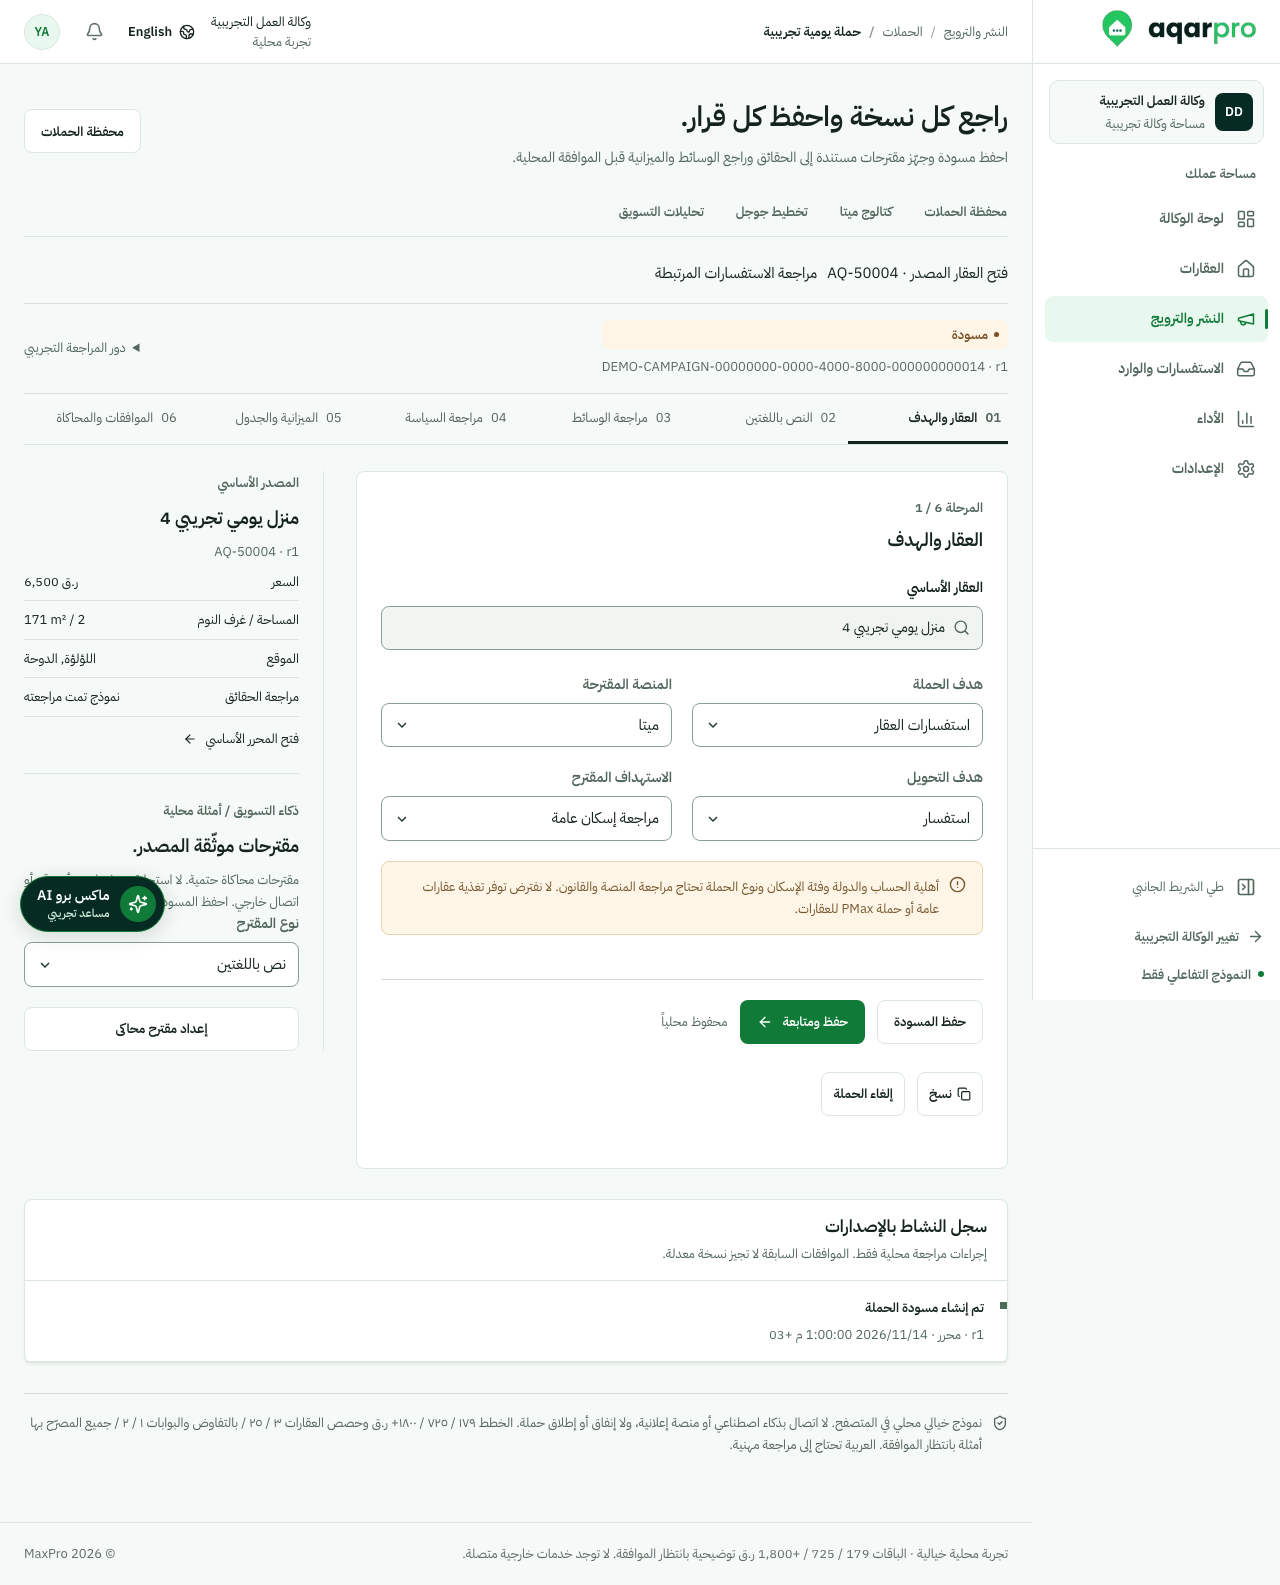 aqarpro
DD
وكالة العمل التجريبية
مساحة وكالة تجريبية
مساحة عملك
لوحة الوكالة
العقارات
النشر والترويج
الاستفسارات والوارد
الأداء
الإعدادات
طي الشريط الجانبي
تغيير الوكالة التجريبية
النموذج التفاعلي فقط
النشر والترويج / الحملات / حملة يومية تجريبية
وكالة العمل التجريبية
تجربة محلية
English
YA
راجع كل نسخة واحفظ كل قرار.
احفظ مسودة وجهّز مقترحات مستندة إلى الحقائق وراجع الوسائط والميزانية قبل الموافقة المحلية.
محفظة الحملات
محفظة الحملات
كتالوج ميتا
تخطيط جوجل
تحليلات التسويق
فتح العقار المصدر · AQ-50004 مراجعة الاستفسارات المرتبطة
مسودة
DEMO-CAMPAIGN-00000000-0000-4000-8000-000000000014 · r1
دور المراجعة التجريبي
01 العقار والهدف
02 النص باللغتين
03 مراجعة الوسائط
04 مراجعة السياسة
05 الميزانية والجدول
06 الموافقات والمحاكاة
المرحلة 6 / 1
العقار والهدف
العقار الأساسي
منزل يومي تجريبي 4
هدف الحملة
المنصة المقترحة
استفسارات العقار
ميتا
هدف التحويل
الاستهداف المقترح
استفسار
مراجعة إسكان عامة
أهلية الحساب والدولة وفئة الإسكان ونوع الحملة تحتاج مراجعة المنصة والقانون. لا نفترض توفر تغذية عقارات
عامة أو حملة PMax للعقارات.
حفظ المسودة
حفظ ومتابعة
محفوظ محلياً
نسخ
إلغاء الحملة
المصدر الأساسي
منزل يومي تجريبي 4
AQ-50004 · r1
السعر
6,500 ر.ق
المساحة / غرف النوم
171 m² / 2
الموقع
اللؤلؤة, الدوحة
مراجعة الحقائق
نموذج تمت مراجعته
فتح المحرر الأساسي
ذكاء التسويق / أمثلة محلية
مقترحات موثّقة المصدر.
مقترحات محاكاة حتمية. لا
أو
اتصال خارجي. احفظ
نوع المقترح
ماكس برو AI
مساعد تجريبي
نص باللغتين
إعداد مقترح محاكى
سجل النشاط بالإصدارات
إجراءات مراجعة محلية فقط. الموافقات السابقة لا تجيز نسخة معدلة.
تم إنشاء مسودة الحملة
r1 · محرر · 2026/11/14 1:00:00 م +03
نموذج خيالي محلي في المتصفح. لا اتصال بذكاء اصطناعي أو منصة إعلانية، ولا إنفاق أو إطلاق حملة. الخطط ١٧٩ / ٧٢٥ / ١٨٠٠+ ر.ق وحصص العقارات ٣ / ٢٥ / بالتفاوض والبوابات ١ / ٢ / جميع المصرّح بها
أمثلة بانتظار الموافقة. العربية تحتاج إلى مراجعة مهنية.
تجربة محلية خيالية · الباقات 179 / 725 / 1,800+ ر.ق توضيحية بانتظار الموافقة. لا توجد خدمات خارجية متصلة.
© 2026 MaxPro